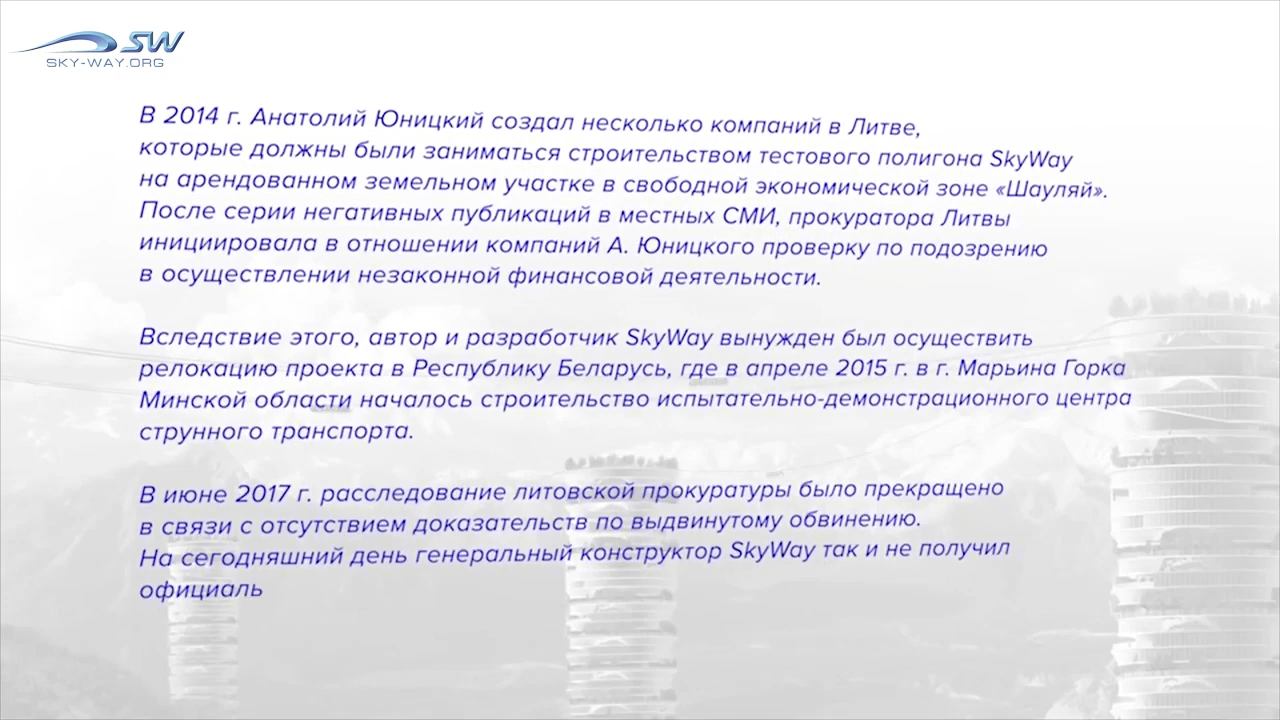 SW
SKY-WAY.ORG
В 2014 г. Анатолий Юницкий создал несколько компаний в Литве,
которые должны были заниматься строительством тестового полигона SkyWay
на арендованном земельном участке в свободной экономической зоне «Шауляй».
После серии негативных публикаций в местных СМИ, прокуратора Литвы
инициировала в отношении компаний А. Юницкого проверку по подозрению
в осуществлении незаконной финансовой деятельности.
Вследствие этого, автор и разработчик SkyWay вынужден был осуществить
релокацию проекта в Республику Беларусь, где в апреле 2015 г. в г. Марьина Горка
Минской области началось строительство испытательно-демонстрационного центра
струнного транспорта.
В июне 2017 г. расследование литовской прокуратуры было прекращено
в связи с отсутствием доказательств по выдвинутому обвинению.
На сегодняшний день генеральный конструктор SkyWay так и не получил
официаль